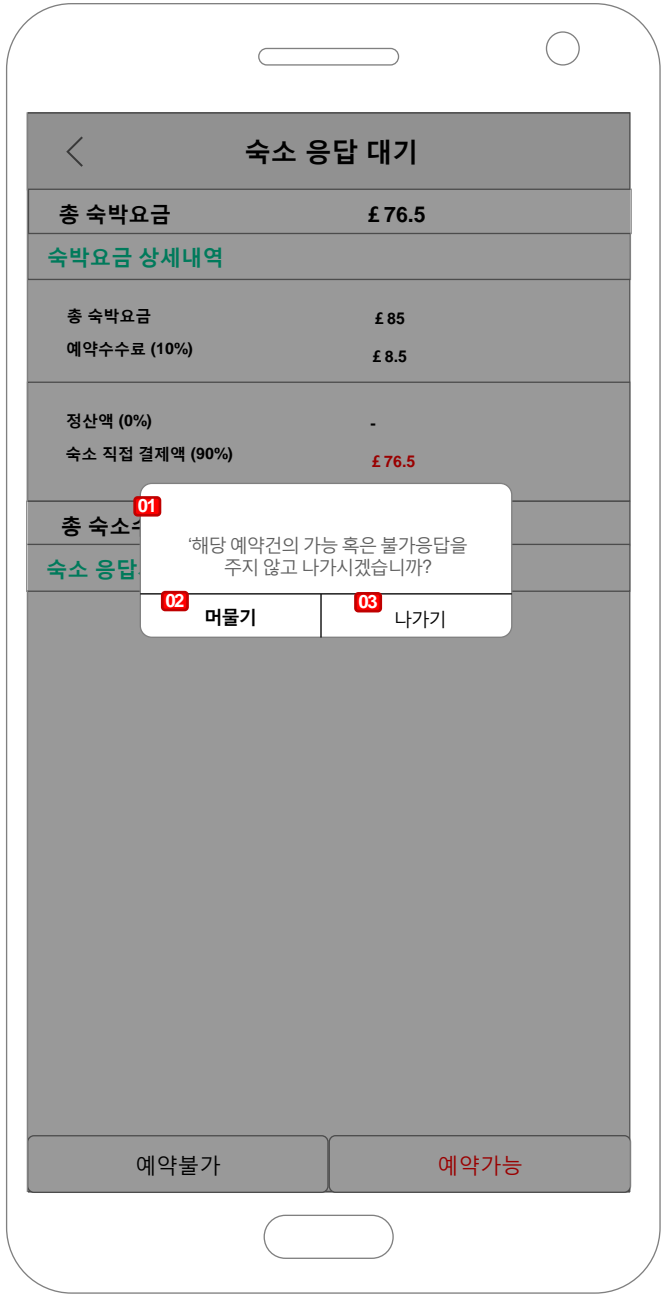 숙소 응답 대기
총 숙박요금 £ 76.5
숙박요금 상세내역
총 숙박요금 £ 85
예약수수료 (10%) £ 8.5
정산액 (0%) -
숙소 직접 결제액 (90%) £ 76.5
01
총 숙소
‘해당 예약건의 가능 혹은 불가응답을
주지 않고 나가시겠습니까?
숙소 응답
02 머물기 03 나가기
예약불가 예약가능